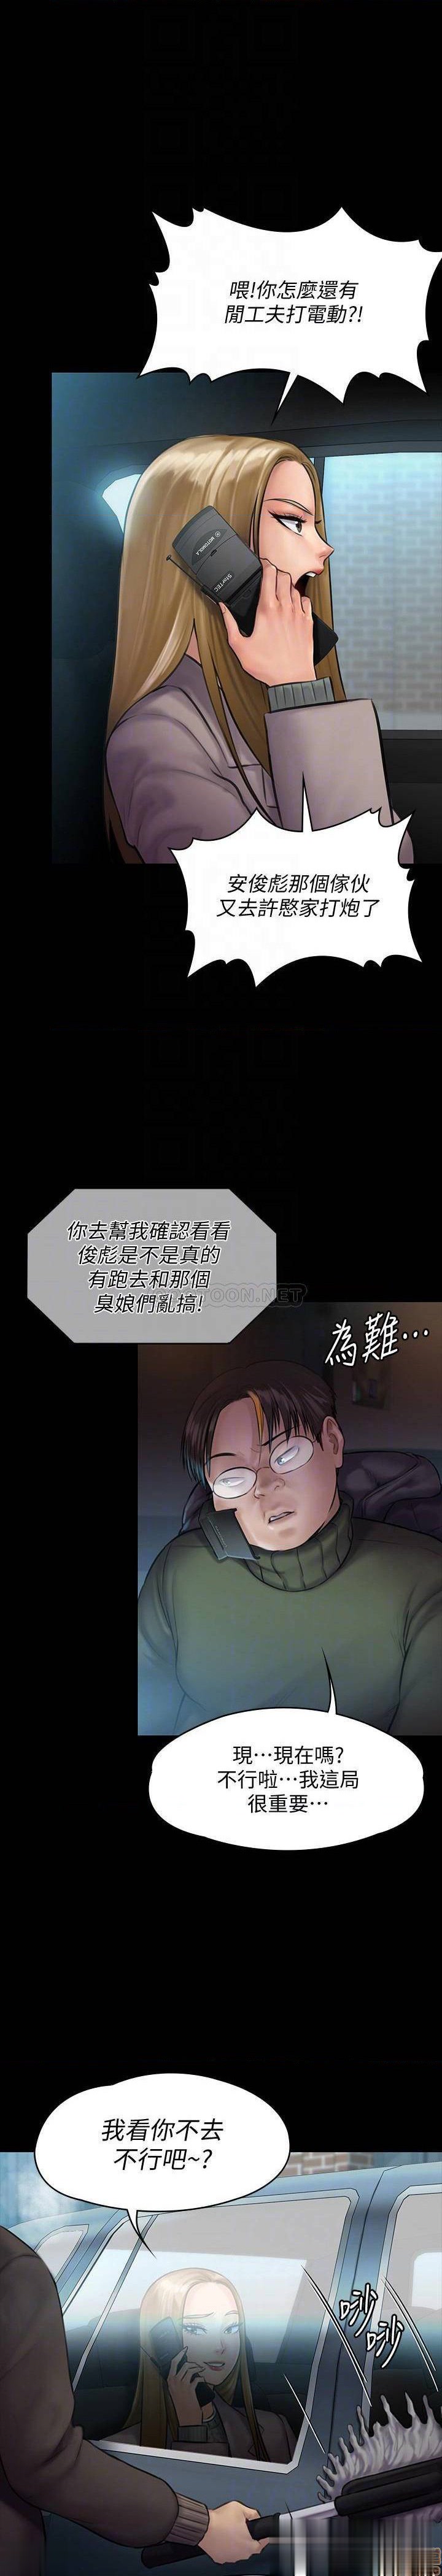 喂!你怎麼還有
閒工夫打電動?!
MOTOROLA
StarTEC
安俊彪那個傢伙
又去許愍家打炮了
你去幫我確認看看
俊彪是不是真的
有跑去和那個
臭娘們亂搞!
TOON.NET
為難…
現…現在嗎?
不行啦…我這局
很重要…
我看你不去
不行吧~?
唦唦